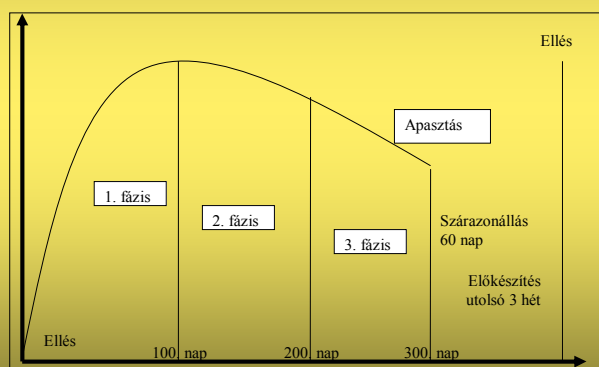 Ellés
Apasztás
1. fázis
2. fázis
3. fázis
Szárazonállás
60 nap
Előkészítés
utolsó 3 hét
Ellés
100. nap
200. nap
300. nap